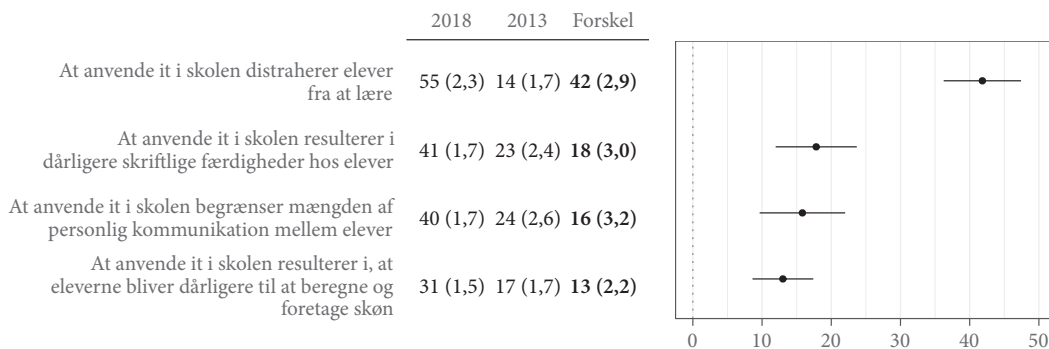 2018 2013 Forskel
At anvende it i skolen distraherer elever
fra at lære
55 (2,3) 14 (1,7) 42 (2,9)
At anvende it i skolen resulterer i
dårligere skriftlige færdigheder hos elever
41 (1,7) 23 (2,4) 18 (3,0)
At anvende it i skolen begrænser mængden af
personlig kommunikation mellem elever
40 (1,7) 24 (2,6) 16 (3,2)
At anvende it i skolen resulterer i, at
eleverne bliver dårligere til at beregne og
foretage skøn
31 (1,5) 17 (1,7) 13 (2,2)
0 10 20 30 40 50